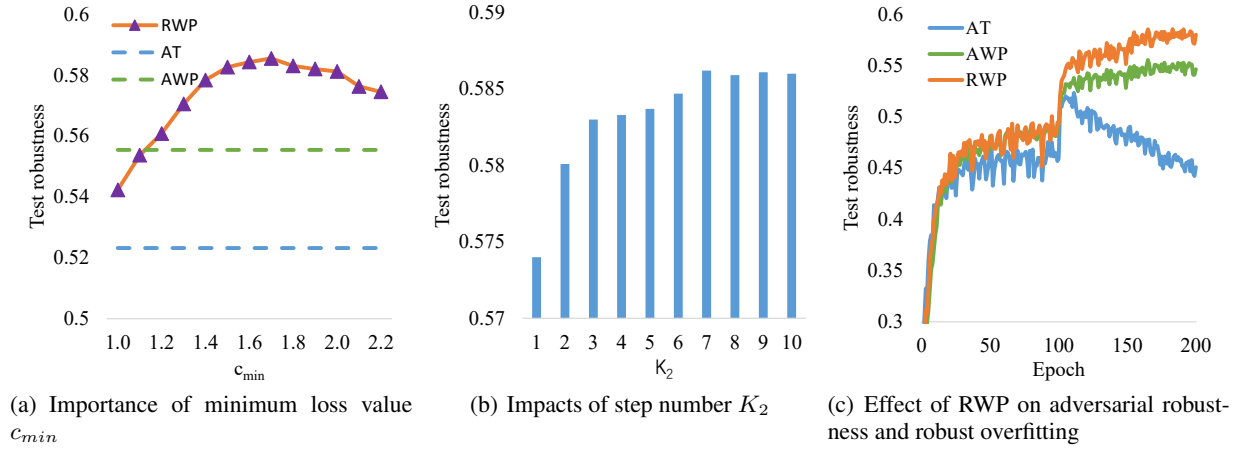 0.6
0.58
0.56
0.54
0.52
0.5
Test robustness
RWP
AT
AWP
1.0 1.2 1.4 1.6 1.8 2.0 2.2
c_min
0.59
0.585
0.58
0.575
0.57
Test robustness
1 2 3 4 5 6 7 8 9 10
K_2
0.6
0.55
0.5
0.45
0.4
0.35
0.3
Test robustness
AT
AWP
RWP
0 50 100 150 200
Epoch
(a) Importance of minimum loss value
c_{min}
(b) Impacts of step number K_2
(c) Effect of RWP on adversarial robust-
ness and robust overfitting